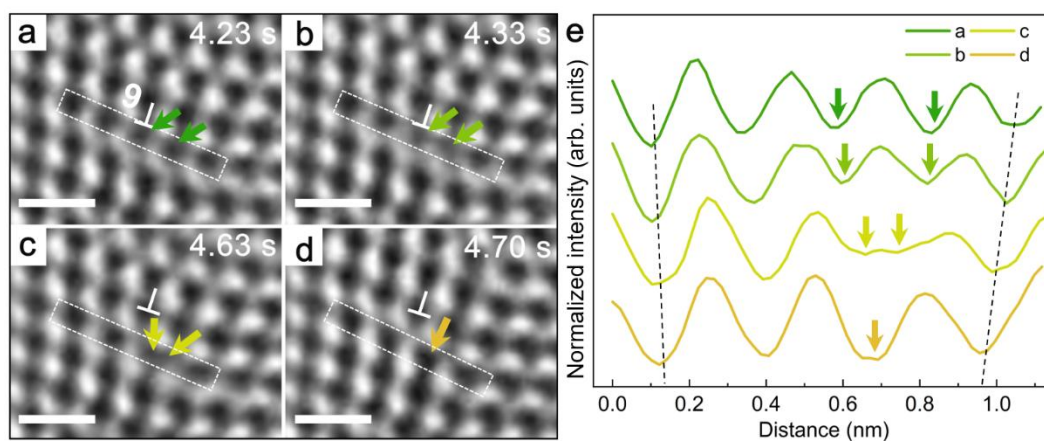 a
4.23 s
9
⊥
b
4.33 s
⊥
c
4.63 s
⊥
d
4.70 s
⊥
e
a
c
b
d
Normalized intensity (arb. units)
0.0 0.2 0.4 0.6 0.8 1.0
Distance (nm)